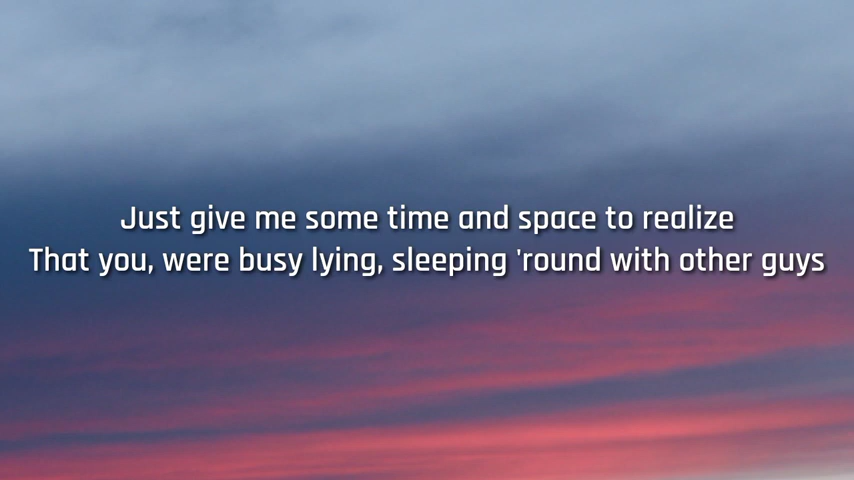 Just give me some time and space to realize
That you, were busy lying, sleeping 'round with other guys